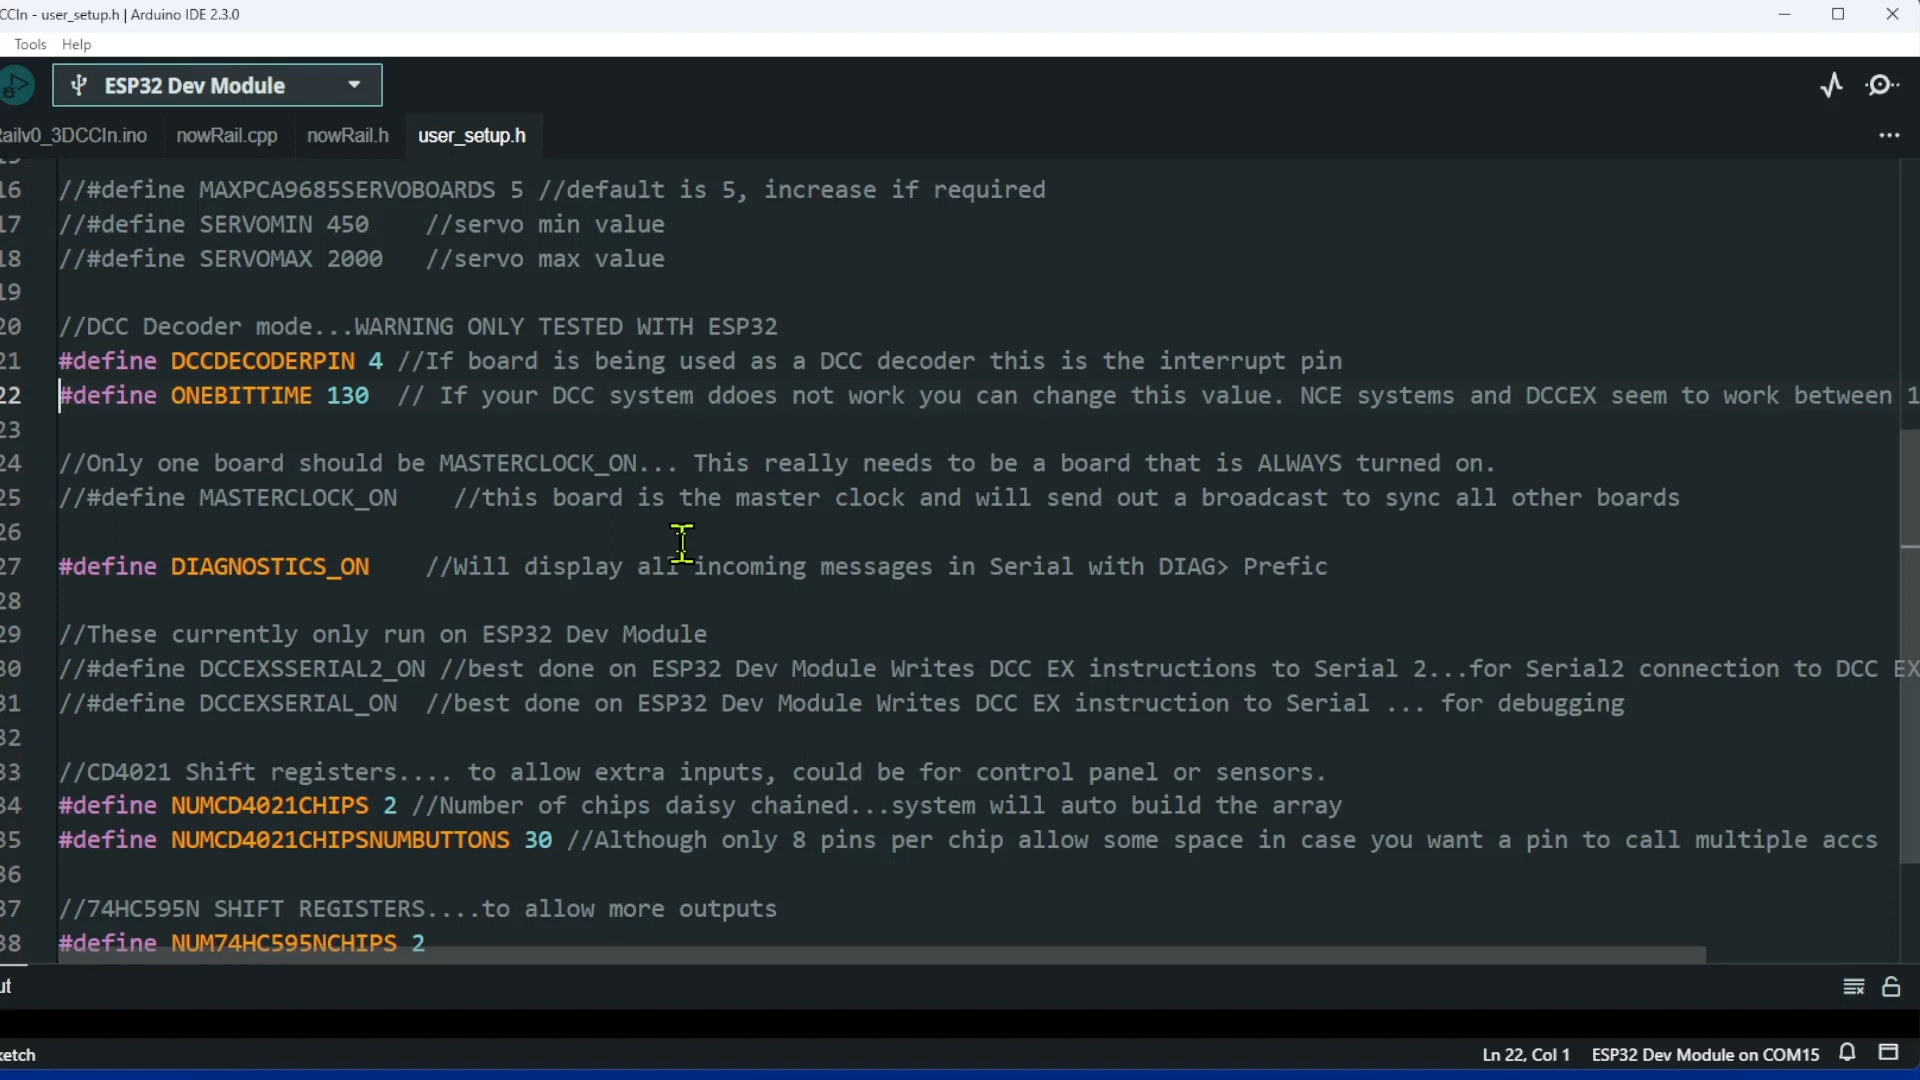 CCIn - user_setup.h | Arduino IDE 2.3.0
Tools Help
ESP32 Dev Module
Railv0_3DCCIn.ino nowRail.cpp nowRail.h user_setup.h
16 //#define MAXPCA9685SERVOBOARDS 5 //default is 5, increase if required
17 //#define SERVOMIN 450 //servo min value
18 //#define SERVOMAX 2000 //servo max value
19
20 //DCC Decoder mode...WARNING ONLY TESTED WITH ESP32
21 #define DCCDECODERPIN 4 //If board is being used as a DCC decoder this is the interrupt pin
22 #define ONEBITTIME 130 // If your DCC system ddoes not work you can change this value. NCE systems and DCCEX seem to work between 1
23
24 //Only one board should be MASTERCLOCK_ON... This really needs to be a board that is ALWAYS turned on.
25 //#define MASTERCLOCK_ON //this board is the master clock and will send out a broadcast to sync all other boards
26
27 #define DIAGNOSTICS_ON //Will display all incoming messages in Serial with DIAG> Prefic
28
29 //These currently only run on ESP32 Dev Module
30 //#define DCCEXSSERIAL2_ON //best done on ESP32 Dev Module Writes DCC EX instructions to Serial 2...for Serial2 connection to DCC EX
31 //#define DCCEXSERIAL_ON //best done on ESP32 Dev Module Writes DCC EX instruction to Serial ... for debugging
32
33 //CD4021 Shift registers.... to allow extra inputs, could be for control panel or sensors.
34 #define NUMCD4021CHIPS 2 //Number of chips daisy chained...system will auto build the array
35 #define NUMCD4021CHIPSNUMBUTTONS 30 //Although only 8 pins per chip allow some space in case you want a pin to call multiple accs
36
37 //74HC595N SHIFT REGISTERS....to allow more outputs
38 #define NUM74HC595NCHIPS 2
ut
ketch Ln 22, Col 1 ESP32 Dev Module on COM15